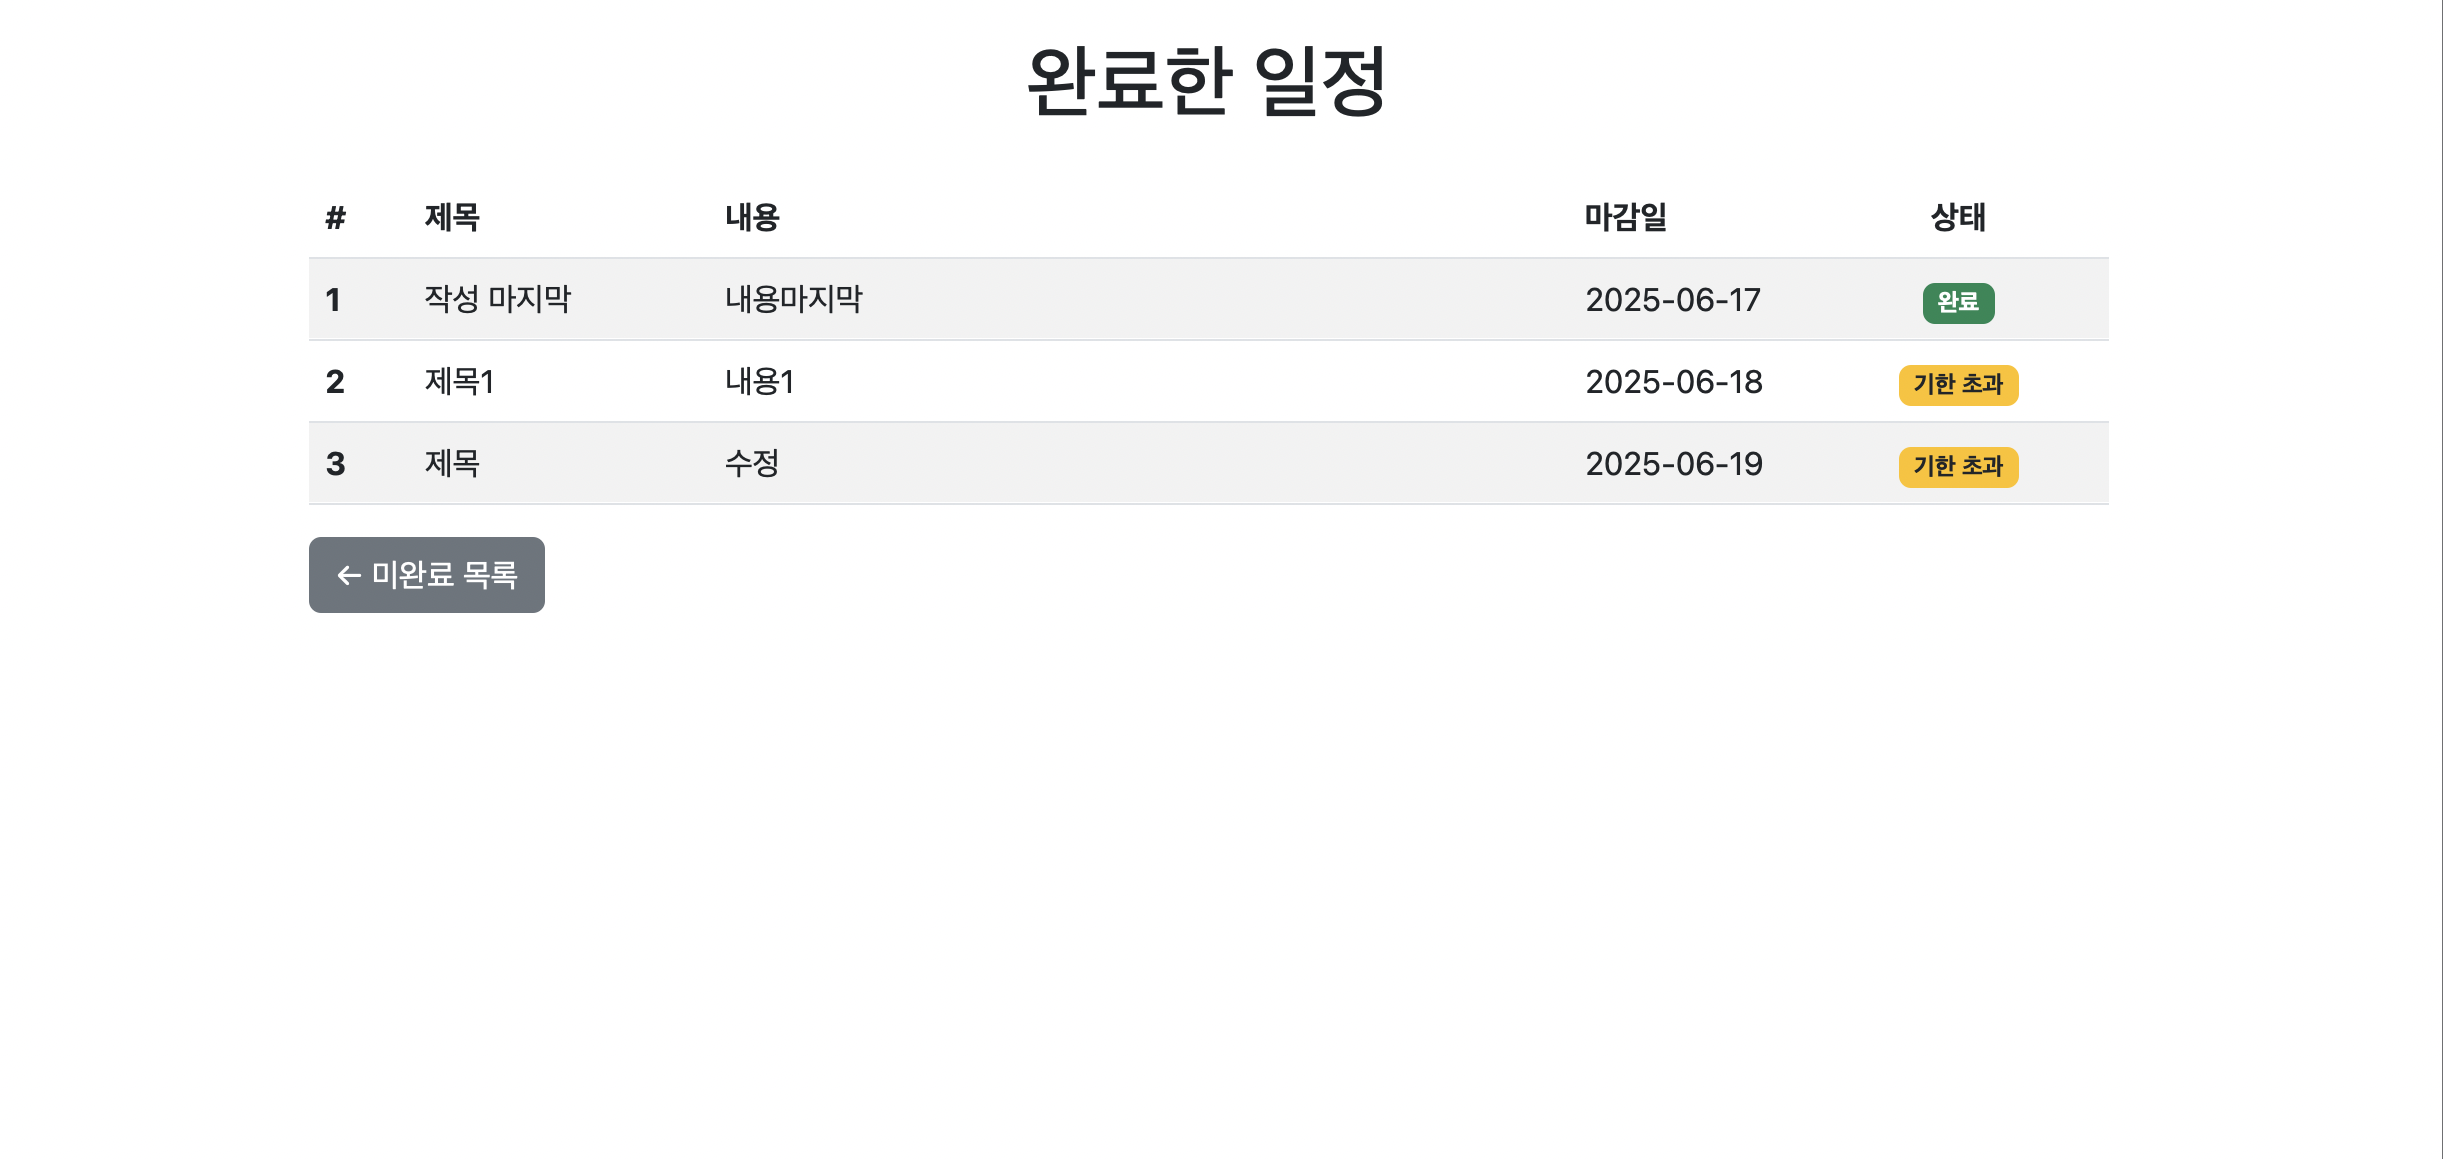 완료한 일정
# 제목 내용 마감일 상태
1 작성 마지막 내용마지막 2025-06-17 완료
2 제목1 내용1 2025-06-18 기한 초과
3 제목 수정 2025-06-19 기한 초과
← 미완료 목록